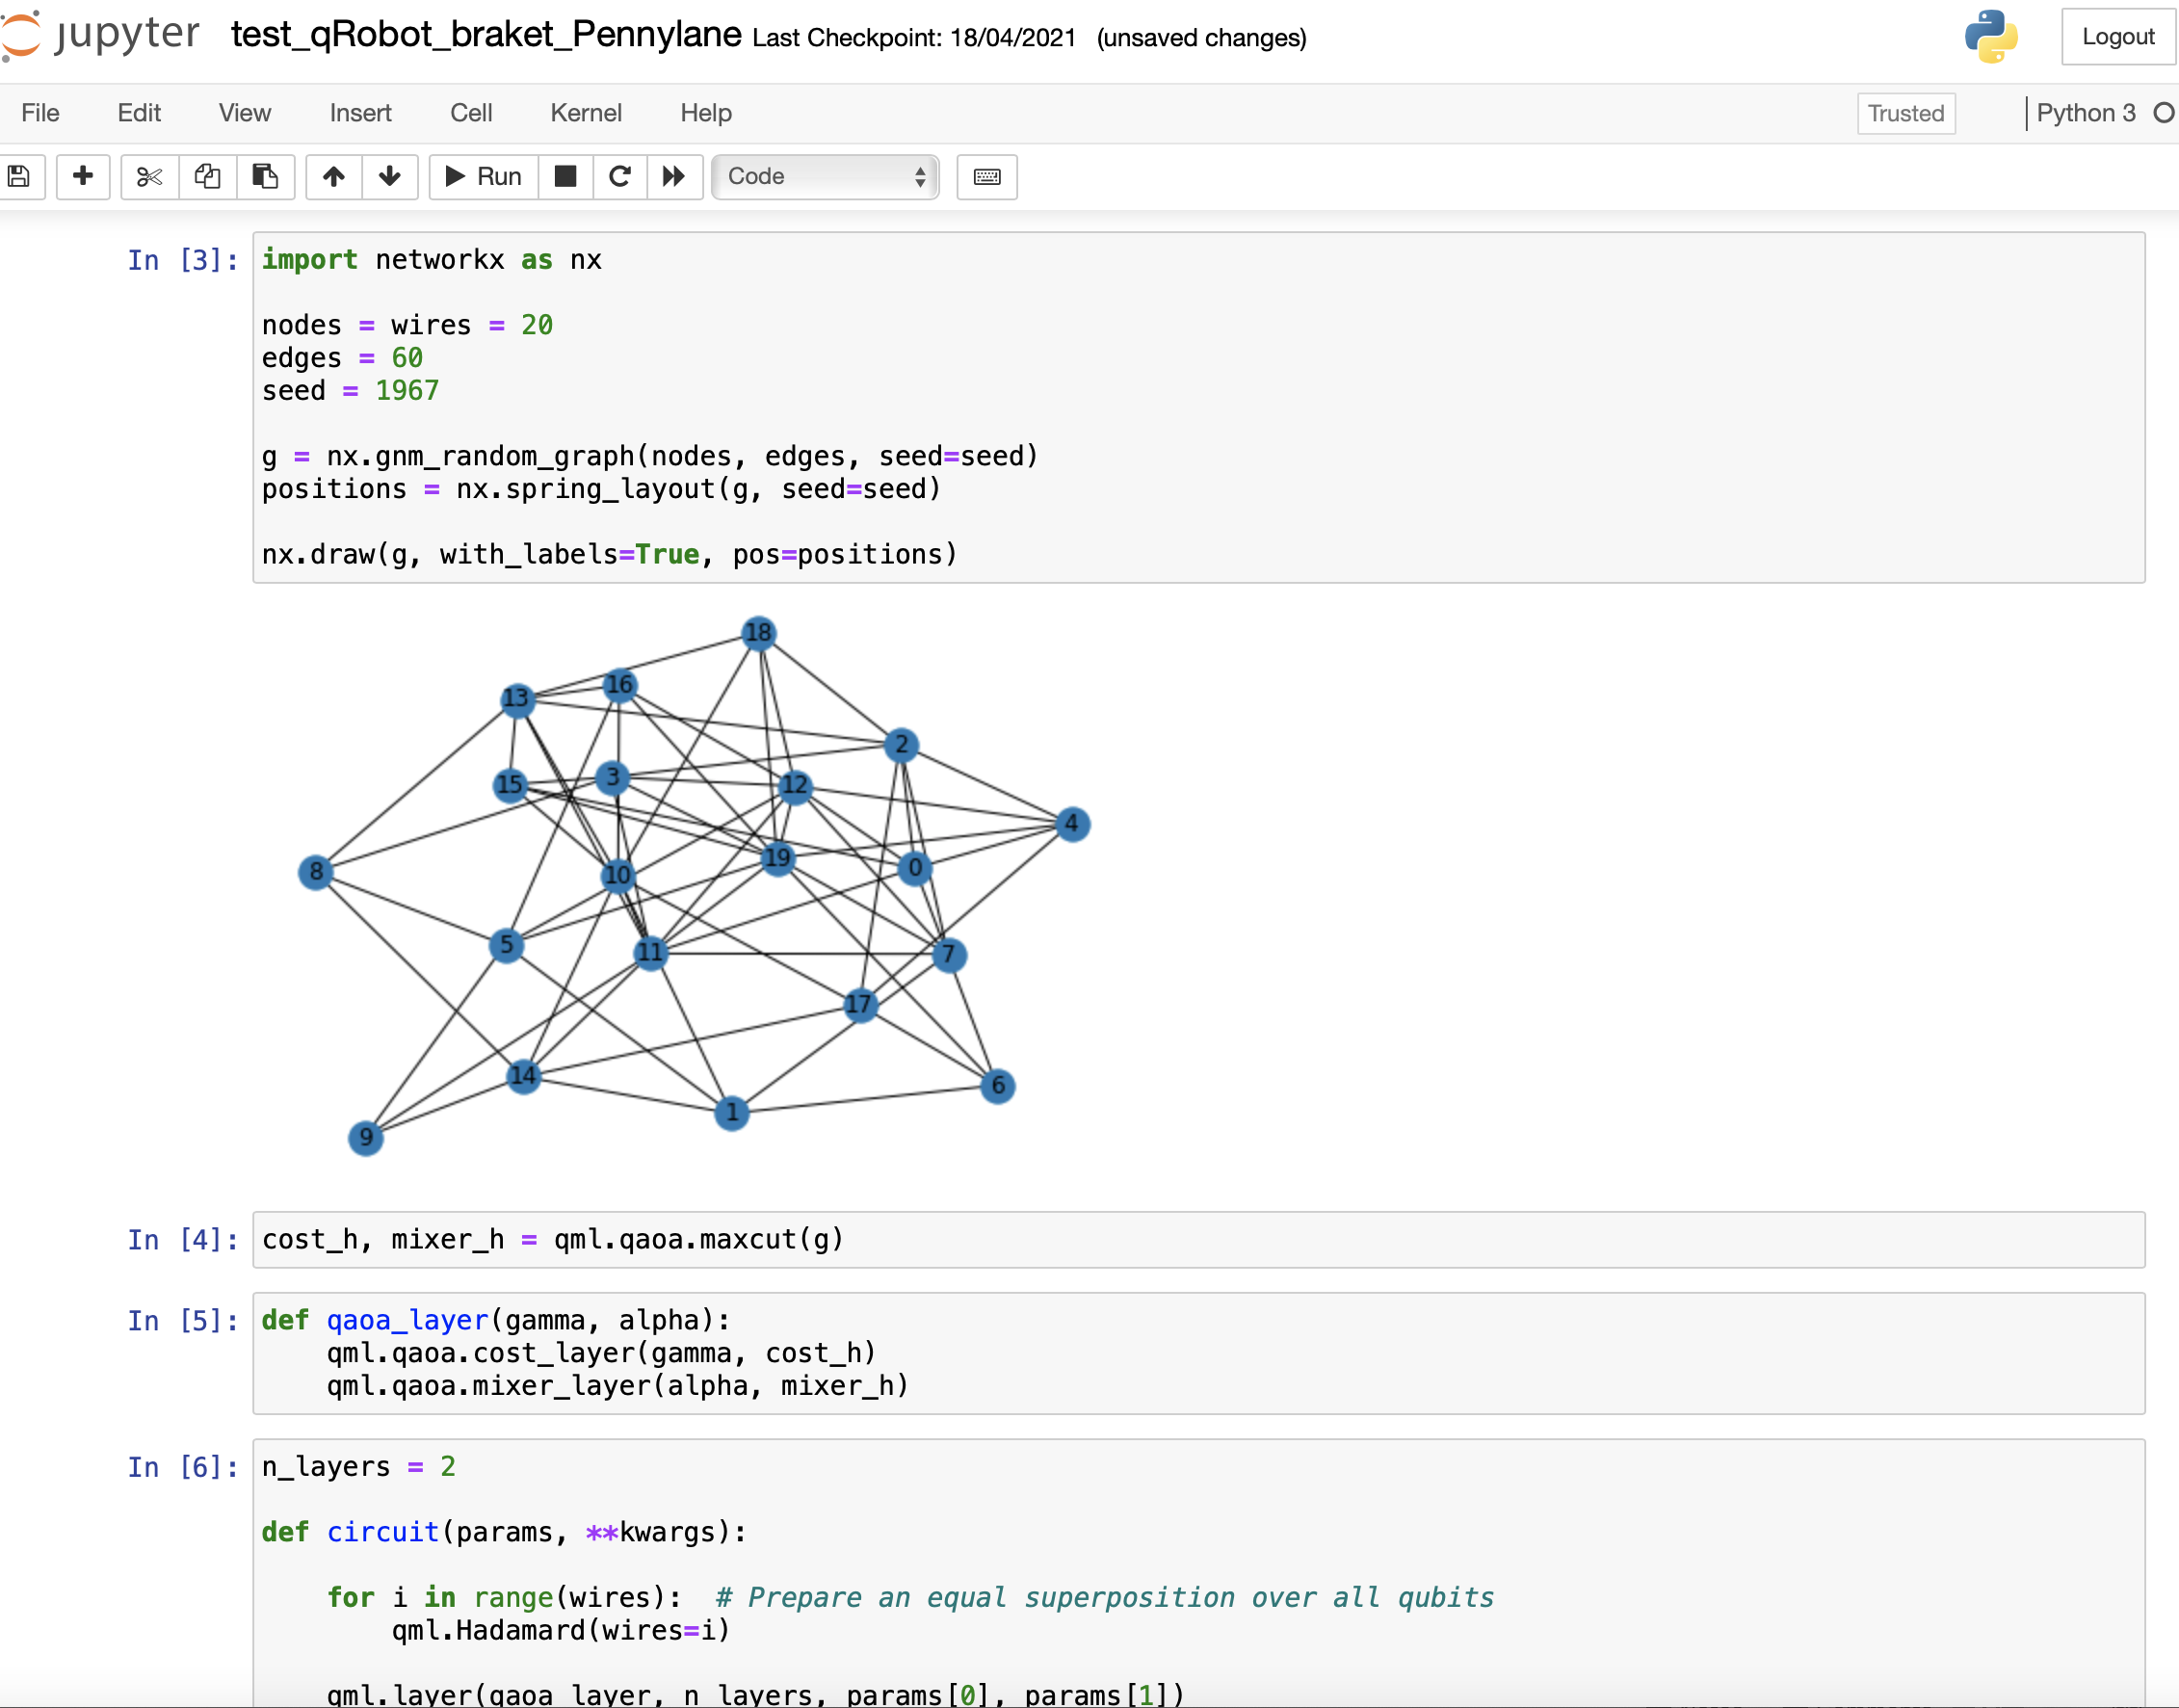 jupyter test_qRobot_braket_Pennylane Last Checkpoint: 18/04/2021 (unsaved changes) Logout
File Edit View Insert Cell Kernel Help Trusted Python 3
Run Code
In [3]: import networkx as nx
nodes = wires = 20
edges = 60
seed = 1967
g = nx.gnm_random_graph(nodes, edges, seed=seed)
positions = nx.spring_layout(g, seed=seed)
nx.draw(g, with_labels=True, pos=positions)
18
16
13
2
15 3 12
4
19
8 10 0
5 11 7
17
14 6
1
9
In [4]: cost_h, mixer_h = qml.qaoa.maxcut(g)
In [5]: def qaoa_layer(gamma, alpha):
    qml.qaoa.cost_layer(gamma, cost_h)
    qml.qaoa.mixer_layer(alpha, mixer_h)
In [6]: n_layers = 2
def circuit(params, **kwargs):
    for i in range(wires):  # Prepare an equal superposition over all qubits
        qml.Hadamard(wires=i)
    qml.layer(qaoa_layer, n_layers, params[0], params[1])